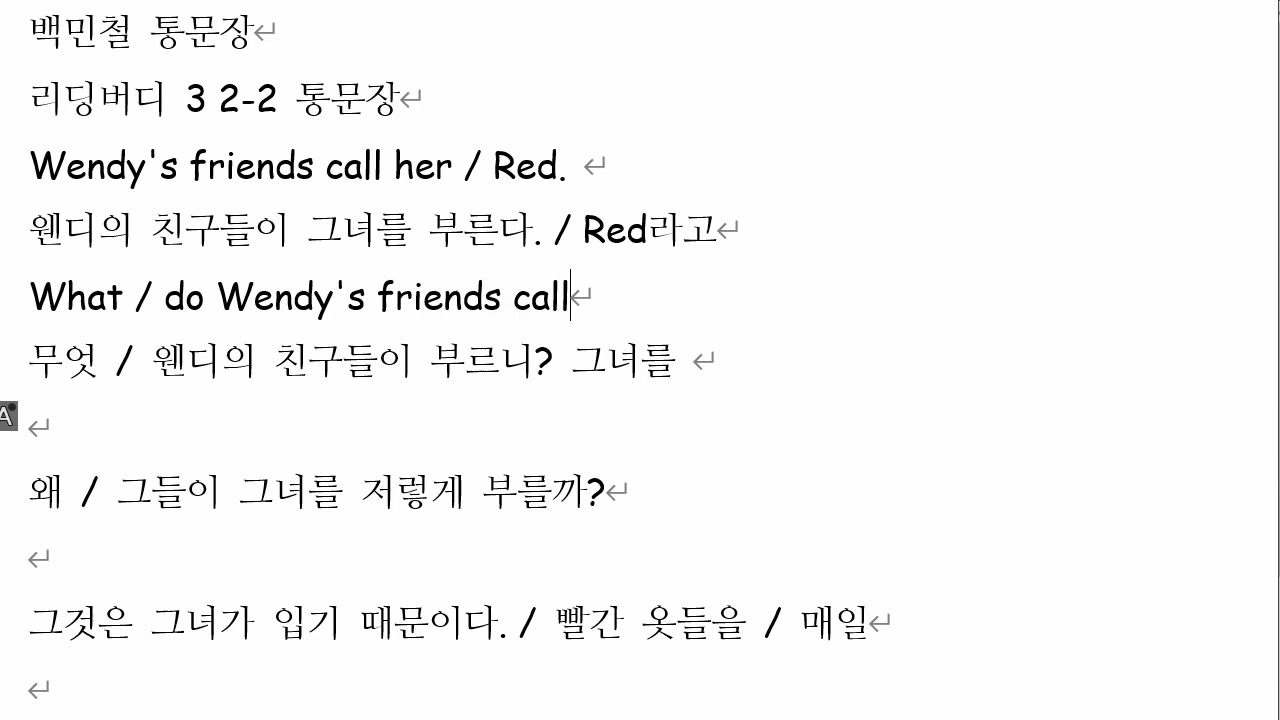 백민철 통문장
리딩버디 3 2-2 통문장
Wendy's friends call her / Red.
웬디의 친구들이 그녀를 부른다. / Red라고
What / do Wendy's friends call
무엇 / 웬디의 친구들이 부르니? 그녀를
A
왜 / 그들이 그녀를 저렇게 부를까?
그것은 그녀가 입기 때문이다. / 빨간 옷들을 / 매일